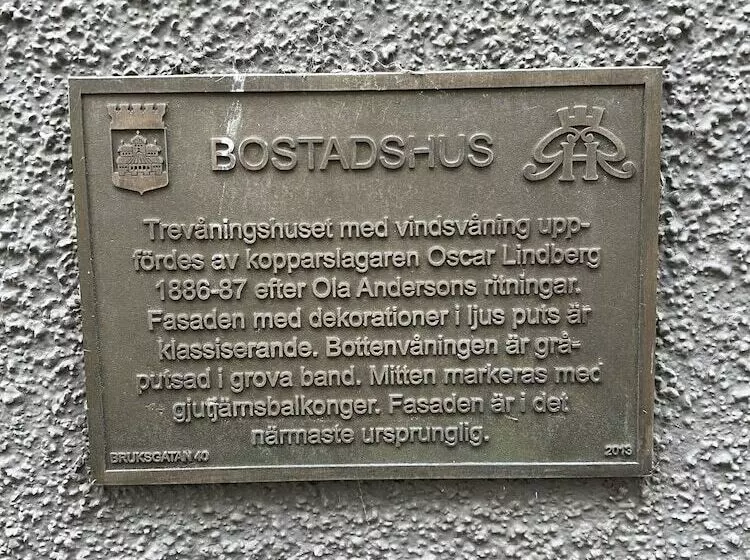 BOSTADSHUS
Trevåningshuset med vindsvåning upp-
fördes av kopparslagaren Oscar Lindberg
1886-87 efter Ola Andersons ritningar.
Fasaden med dekorationer i ljus puts är
klassiserande. Bottenvåningen är grå-
putsad i grova band. Mitten markeras med
gjutjärnsbalkonger. Fasaden är i det
närmaste ursprunglig.
BRUKSGATAN 40 2013